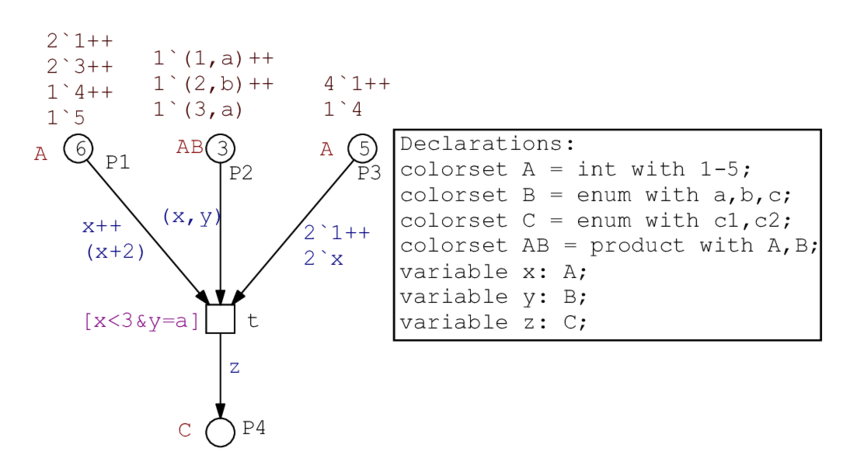 2`1++
2`3++
1`4++
1`5
1`(1,a)++
1`(2,b)++
1`(3,a)
4`1++
1`4
A
6
P1
AB
3
P2
A
5
P3
x++
(x+2)
(x,y)
2`1++
2`x
[x<3&y=a]
t
z
C
P4
Declarations:
colorset A = int with 1-5;
colorset B = enum with a,b,c;
colorset C = enum with c1,c2;
colorset AB = product with A,B;
variable x: A;
variable y: B;
variable z: C;